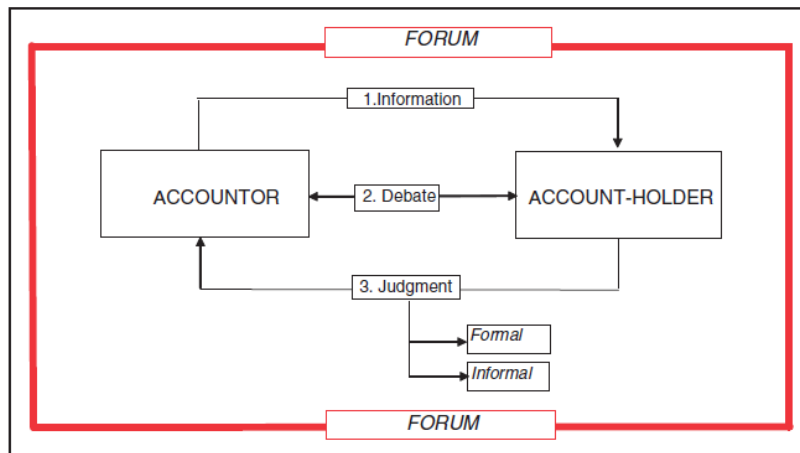 FORUM
1.Information
ACCOUNTOR
2. Debate
ACCOUNT-HOLDER
3. Judgment
Formal
Informal
FORUM